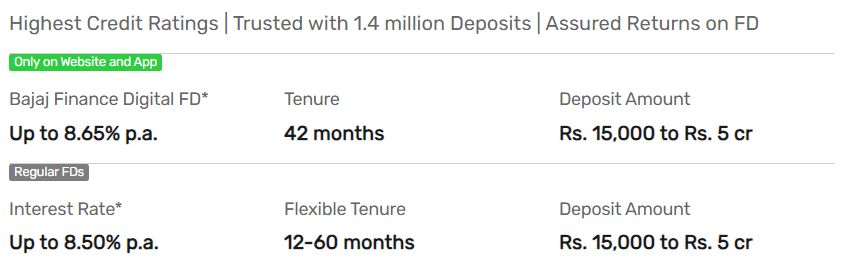 Highest Credit Ratings | Trusted with 1.4 million Deposits | Assured Returns on FD
Only on Website and App
Bajaj Finance Digital FD* Tenure Deposit Amount
Up to 8.65% p.a. 42 months Rs. 15,000 to Rs. 5 cr
Regular FDs
Interest Rate* Flexible Tenure Deposit Amount
Up to 8.50% p.a. 12-60 months Rs. 15,000 to Rs. 5 cr